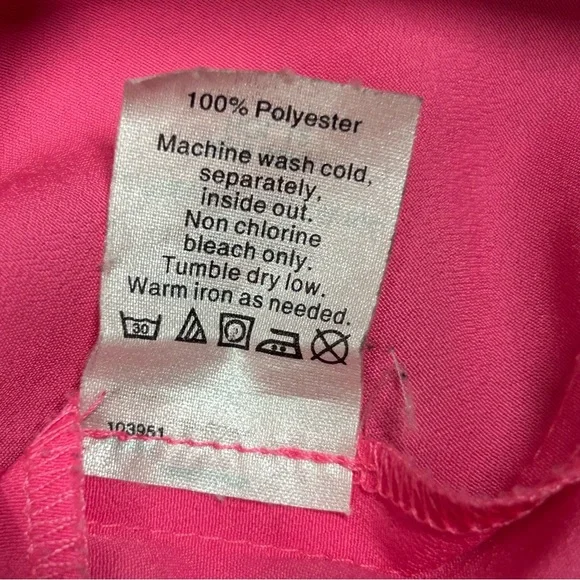 100% Polyester
Machine wash cold,
separately,
inside out.
Non chlorine
bleach only.
Tumble dry low.
Warm iron as needed.
30
103951